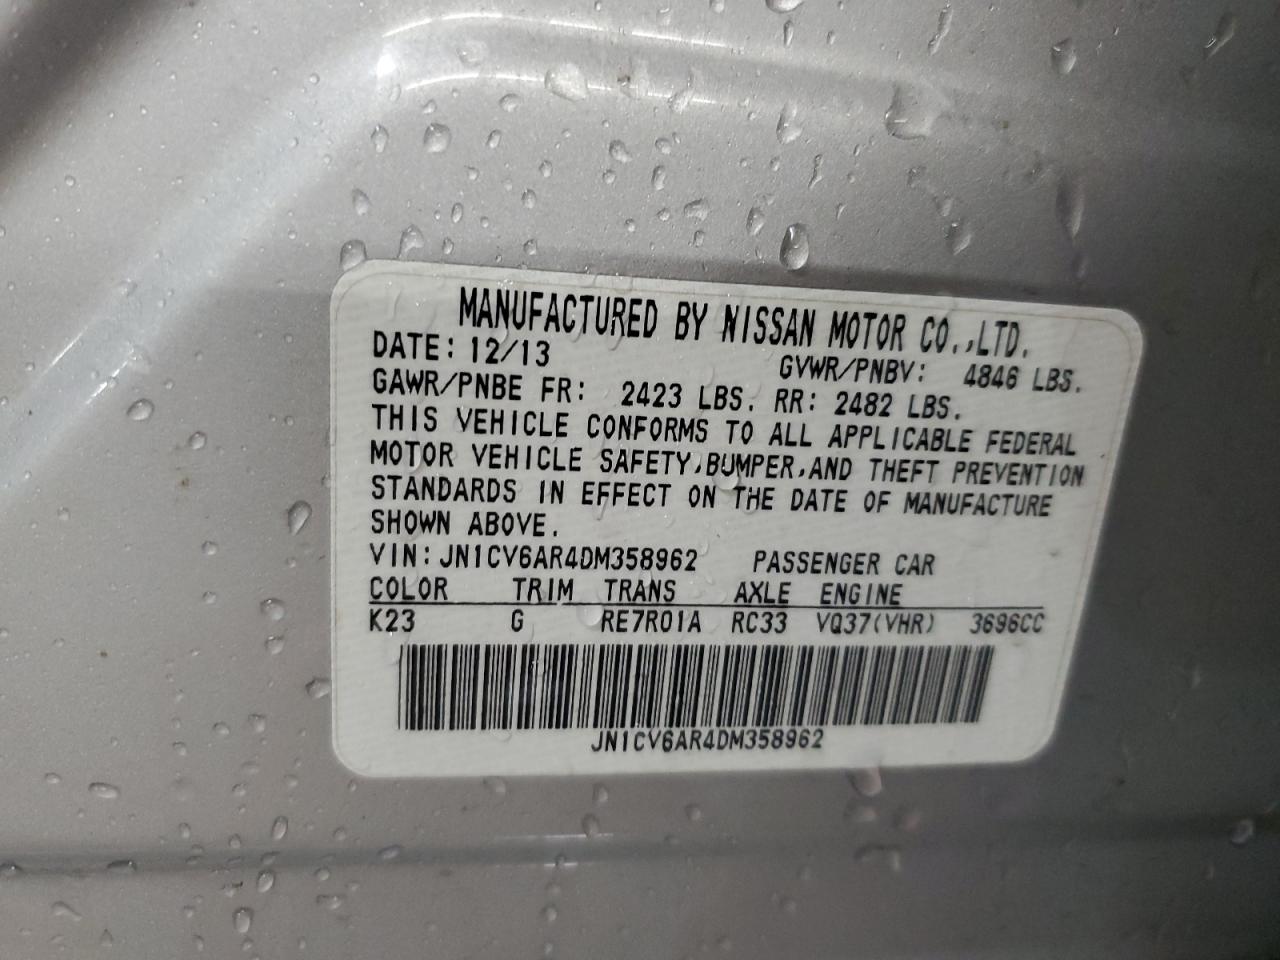 MANUFACTURED BY NISSAN MOTOR CO.,LTD.
DATE: 12/13 GVWR/PNBV: 4846 LBS.
GAWR/PNBE FR: 2423 LBS. RR: 2482 LBS.
THIS VEHICLE CONFORMS TO ALL APPLICABLE FEDERAL
MOTOR VEHICLE SAFETY,BUMPER,AND THEFT PREVENTION
STANDARDS IN EFFECT ON THE DATE OF MANUFACTURE
SHOWN ABOVE.
VIN: JN1CV6AR4DM358962 PASSENGER CAR
COLOR TRIM TRANS AXLE ENGINE
K23 G RE7R01A RC33 VQ37(VHR) 3696CC
JN1CV6AR4DM358962